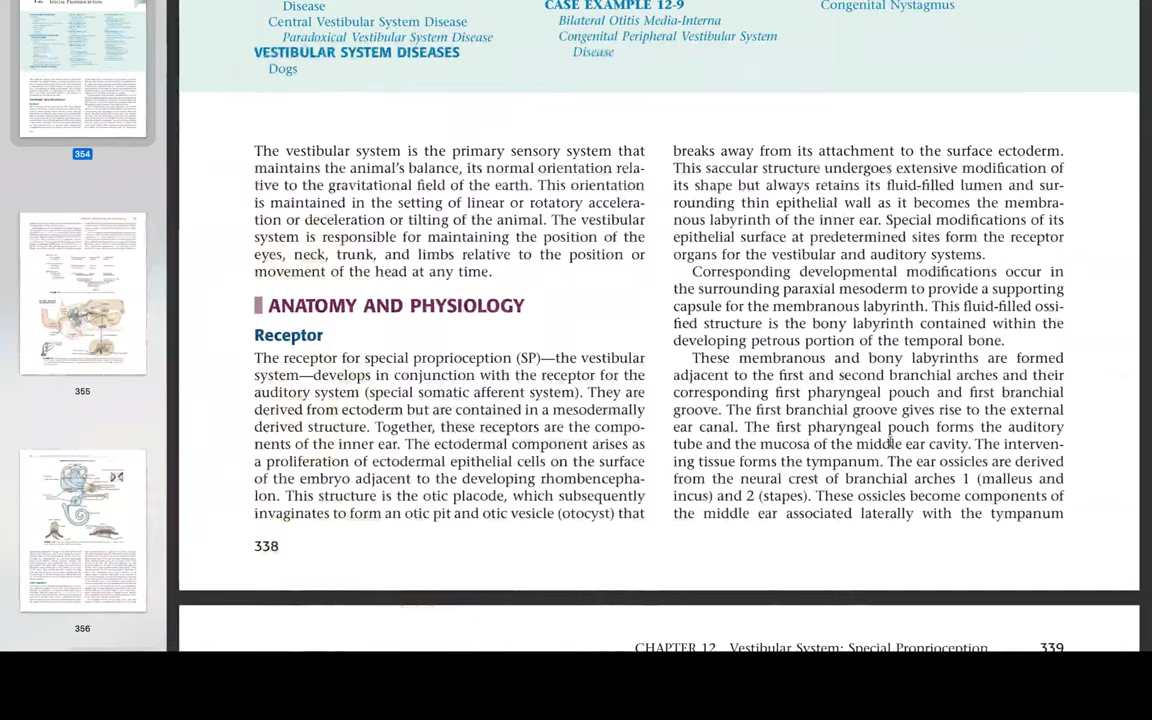 Disease
Central Vestibular System Disease
Paradoxical Vestibular System Disease
VESTIBULAR SYSTEM DISEASES
Dogs
CASE EXAMPLE 12-9
Bilateral Otitis Media-Interna
Congenital Peripheral Vestibular System
Disease
Congenital Nystagmus
The vestibular system is the primary sensory system that
maintains the animal's balance, its normal orientation rela-
tive to the gravitational field of the earth. This orientation
is maintained in the setting of linear or rotatory accelera-
tion or deceleration or tilting of the animal. The vestibular
system is responsible for maintaining the position of the
eyes, neck, trunk, and limbs relative to the position or
movement of the head at any time.
ANATOMY AND PHYSIOLOGY
Receptor
The receptor for special proprioception (SP)—the vestibular
system—develops in conjunction with the receptor for the
auditory system (special somatic afferent system). They are
derived from ectoderm but are contained in a mesodermally
derived structure. Together, these receptors are the compo-
nents of the inner ear. The ectodermal component arises as
a proliferation of ectodermal epithelial cells on the surface
of the embryo adjacent to the developing rhombencepha-
lon. This structure is the otic placode, which subsequently
invaginates to form an otic pit and otic vesicle (otocyst) that
338
breaks away from its attachment to the surface ectoderm.
This saccular structure undergoes extensive modification of
its shape but always retains its fluid-filled lumen and sur-
rounding thin epithelial wall as it becomes the membra-
nous labyrinth of the inner ear. Special modifications of its
epithelial surface at predetermined sites form the receptor
organs for the vestibular and auditory systems.
Corresponding developmental modifications occur in
the surrounding paraxial mesoderm to provide a supporting
capsule for the membranous labyrinth. This fluid-filled ossi-
fied structure is the bony labyrinth contained within the
developing petrous portion of the temporal bone.
These membranous and bony labyrinths are formed
adjacent to the first and second branchial arches and their
corresponding first pharyngeal pouch and first branchial
groove. The first branchial groove gives rise to the external
ear canal. The first pharyngeal pouch forms the auditory
tube and the mucosa of the middle ear cavity. The interven-
ing tissue forms the tympanum. The ear ossicles are derived
from the neural crest of branchial arches 1 (malleus and
incus) and 2 (stapes). These ossicles become components of
the middle ear associated laterally with the tympanum
CHAPTER 12 Vestibular System: Special Proprioception 339
354
355
356